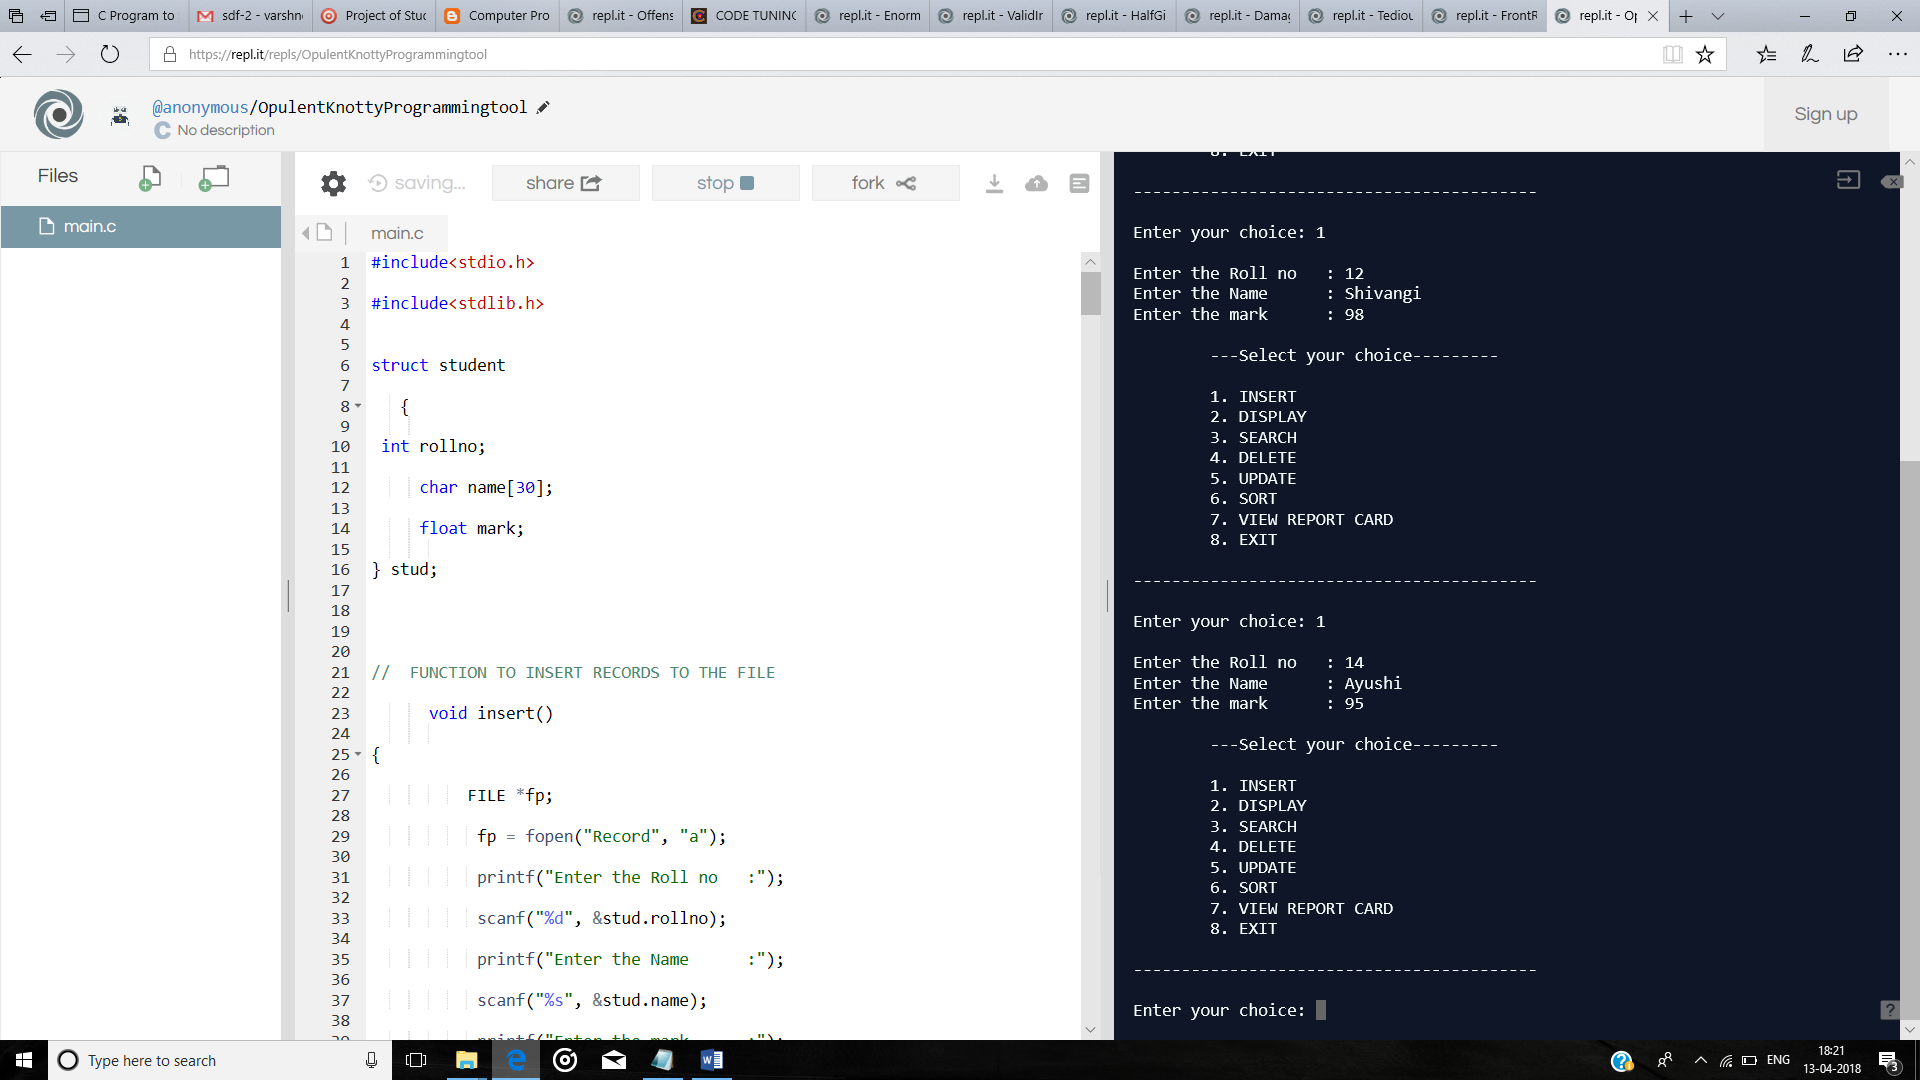 C Program to
sdf-2 - varshn
Project of Stuc
Computer Pro
repl.it - Offens
CODE TUNING
repl.it - Enorm
repl.it - ValidIr
repl.it - HalfGi
repl.it - Damag
repl.it - Tediou
repl.it - FrontR
repl.it - Op
https://repl.it/repls/OpulentKnottyProgrammingtool
@anonymous/OpulentKnottyProgrammingtool
No description
Sign up
Files
main.c
saving...
share
stop
fork
main.c
1 #include<stdio.h>
2
3 #include<stdlib.h>
4
5
6 struct student
7
8 {
9
10 int rollno;
11
12 char name[30];
13
14 float mark;
15
16 } stud;
17
18
19
20
21 // FUNCTION TO INSERT RECORDS TO THE FILE
22
23 void insert()
24
25 {
26
27 FILE *fp;
28
29 fp = fopen("Record", "a");
30
31 printf("Enter the Roll no   :");
32
33 scanf("%d", &stud.rollno);
34
35 printf("Enter the Name      :");
36
37 scanf("%s", &stud.name);
38
39 printf("Enter the mark      :");
8. EXIT
------------------------------------------
Enter your choice: 1
Enter the Roll no   : 12
Enter the Name      : Shivangi
Enter the mark      : 98
---Select your choice---------
1. INSERT
2. DISPLAY
3. SEARCH
4. DELETE
5. UPDATE
6. SORT
7. VIEW REPORT CARD
8. EXIT
------------------------------------------
Enter your choice: 1
Enter the Roll no   : 14
Enter the Name      : Ayushi
Enter the mark      : 95
---Select your choice---------
1. INSERT
2. DISPLAY
3. SEARCH
4. DELETE
5. UPDATE
6. SORT
7. VIEW REPORT CARD
8. EXIT
------------------------------------------
Enter your choice:
?
Type here to search
ENG
18:21
13-04-2018
3